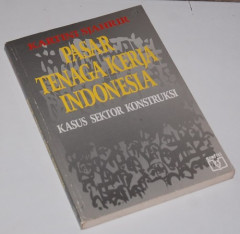 PASAR
TENAGA KERJA
INDONESIA
KASUS SEKTOR KONSTRUKSI